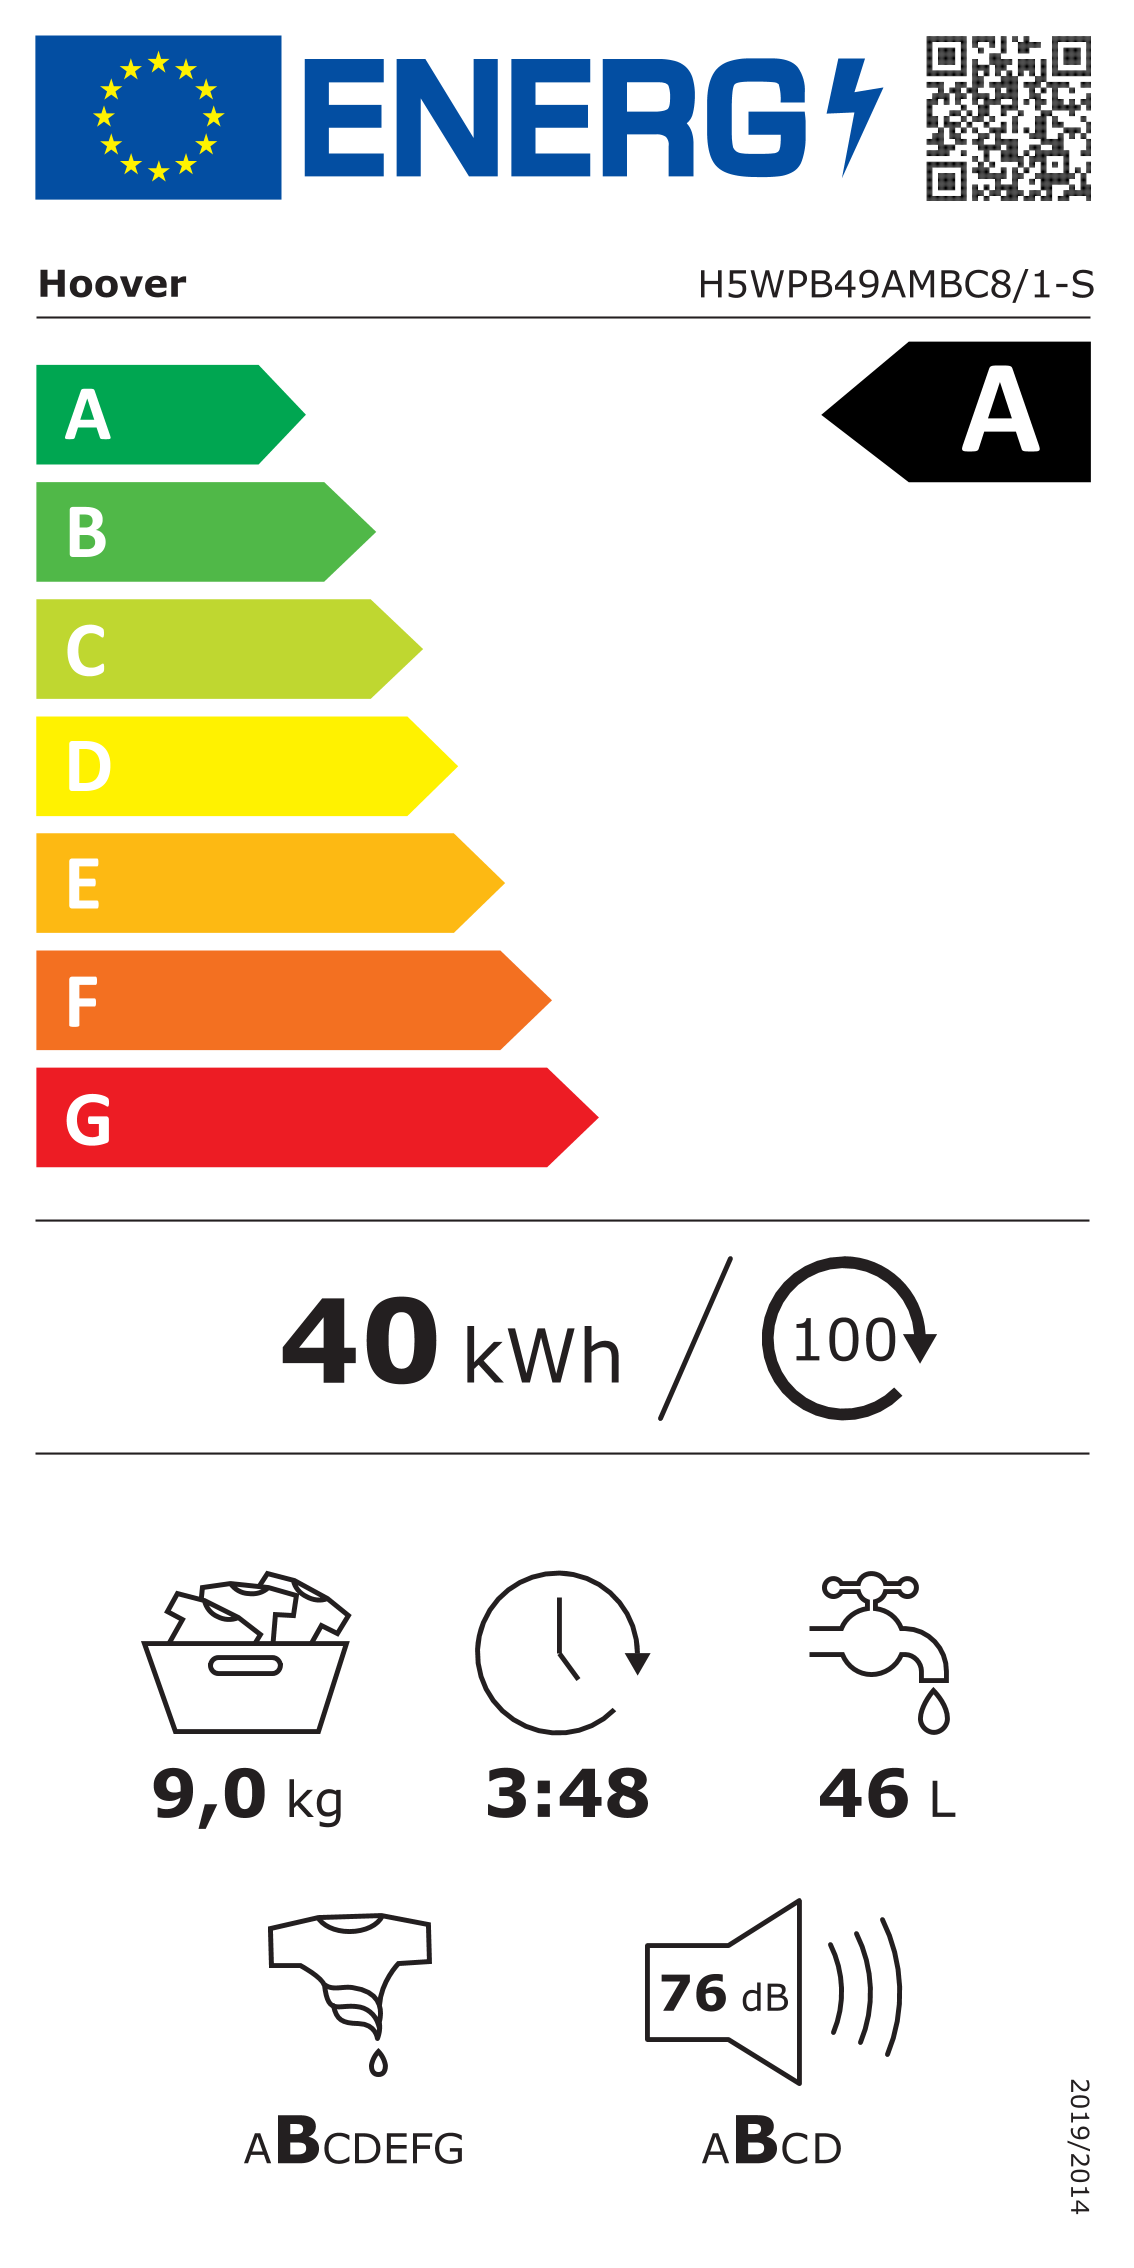 ENERG
Hoover
H5WPB49AMBC8/1-S
A
A
B
C
D
E
F
G
40 kWh / 100
9,0 kg
3:48
46 L
76 dB
ABCDEFG
ABCD
2019/2014